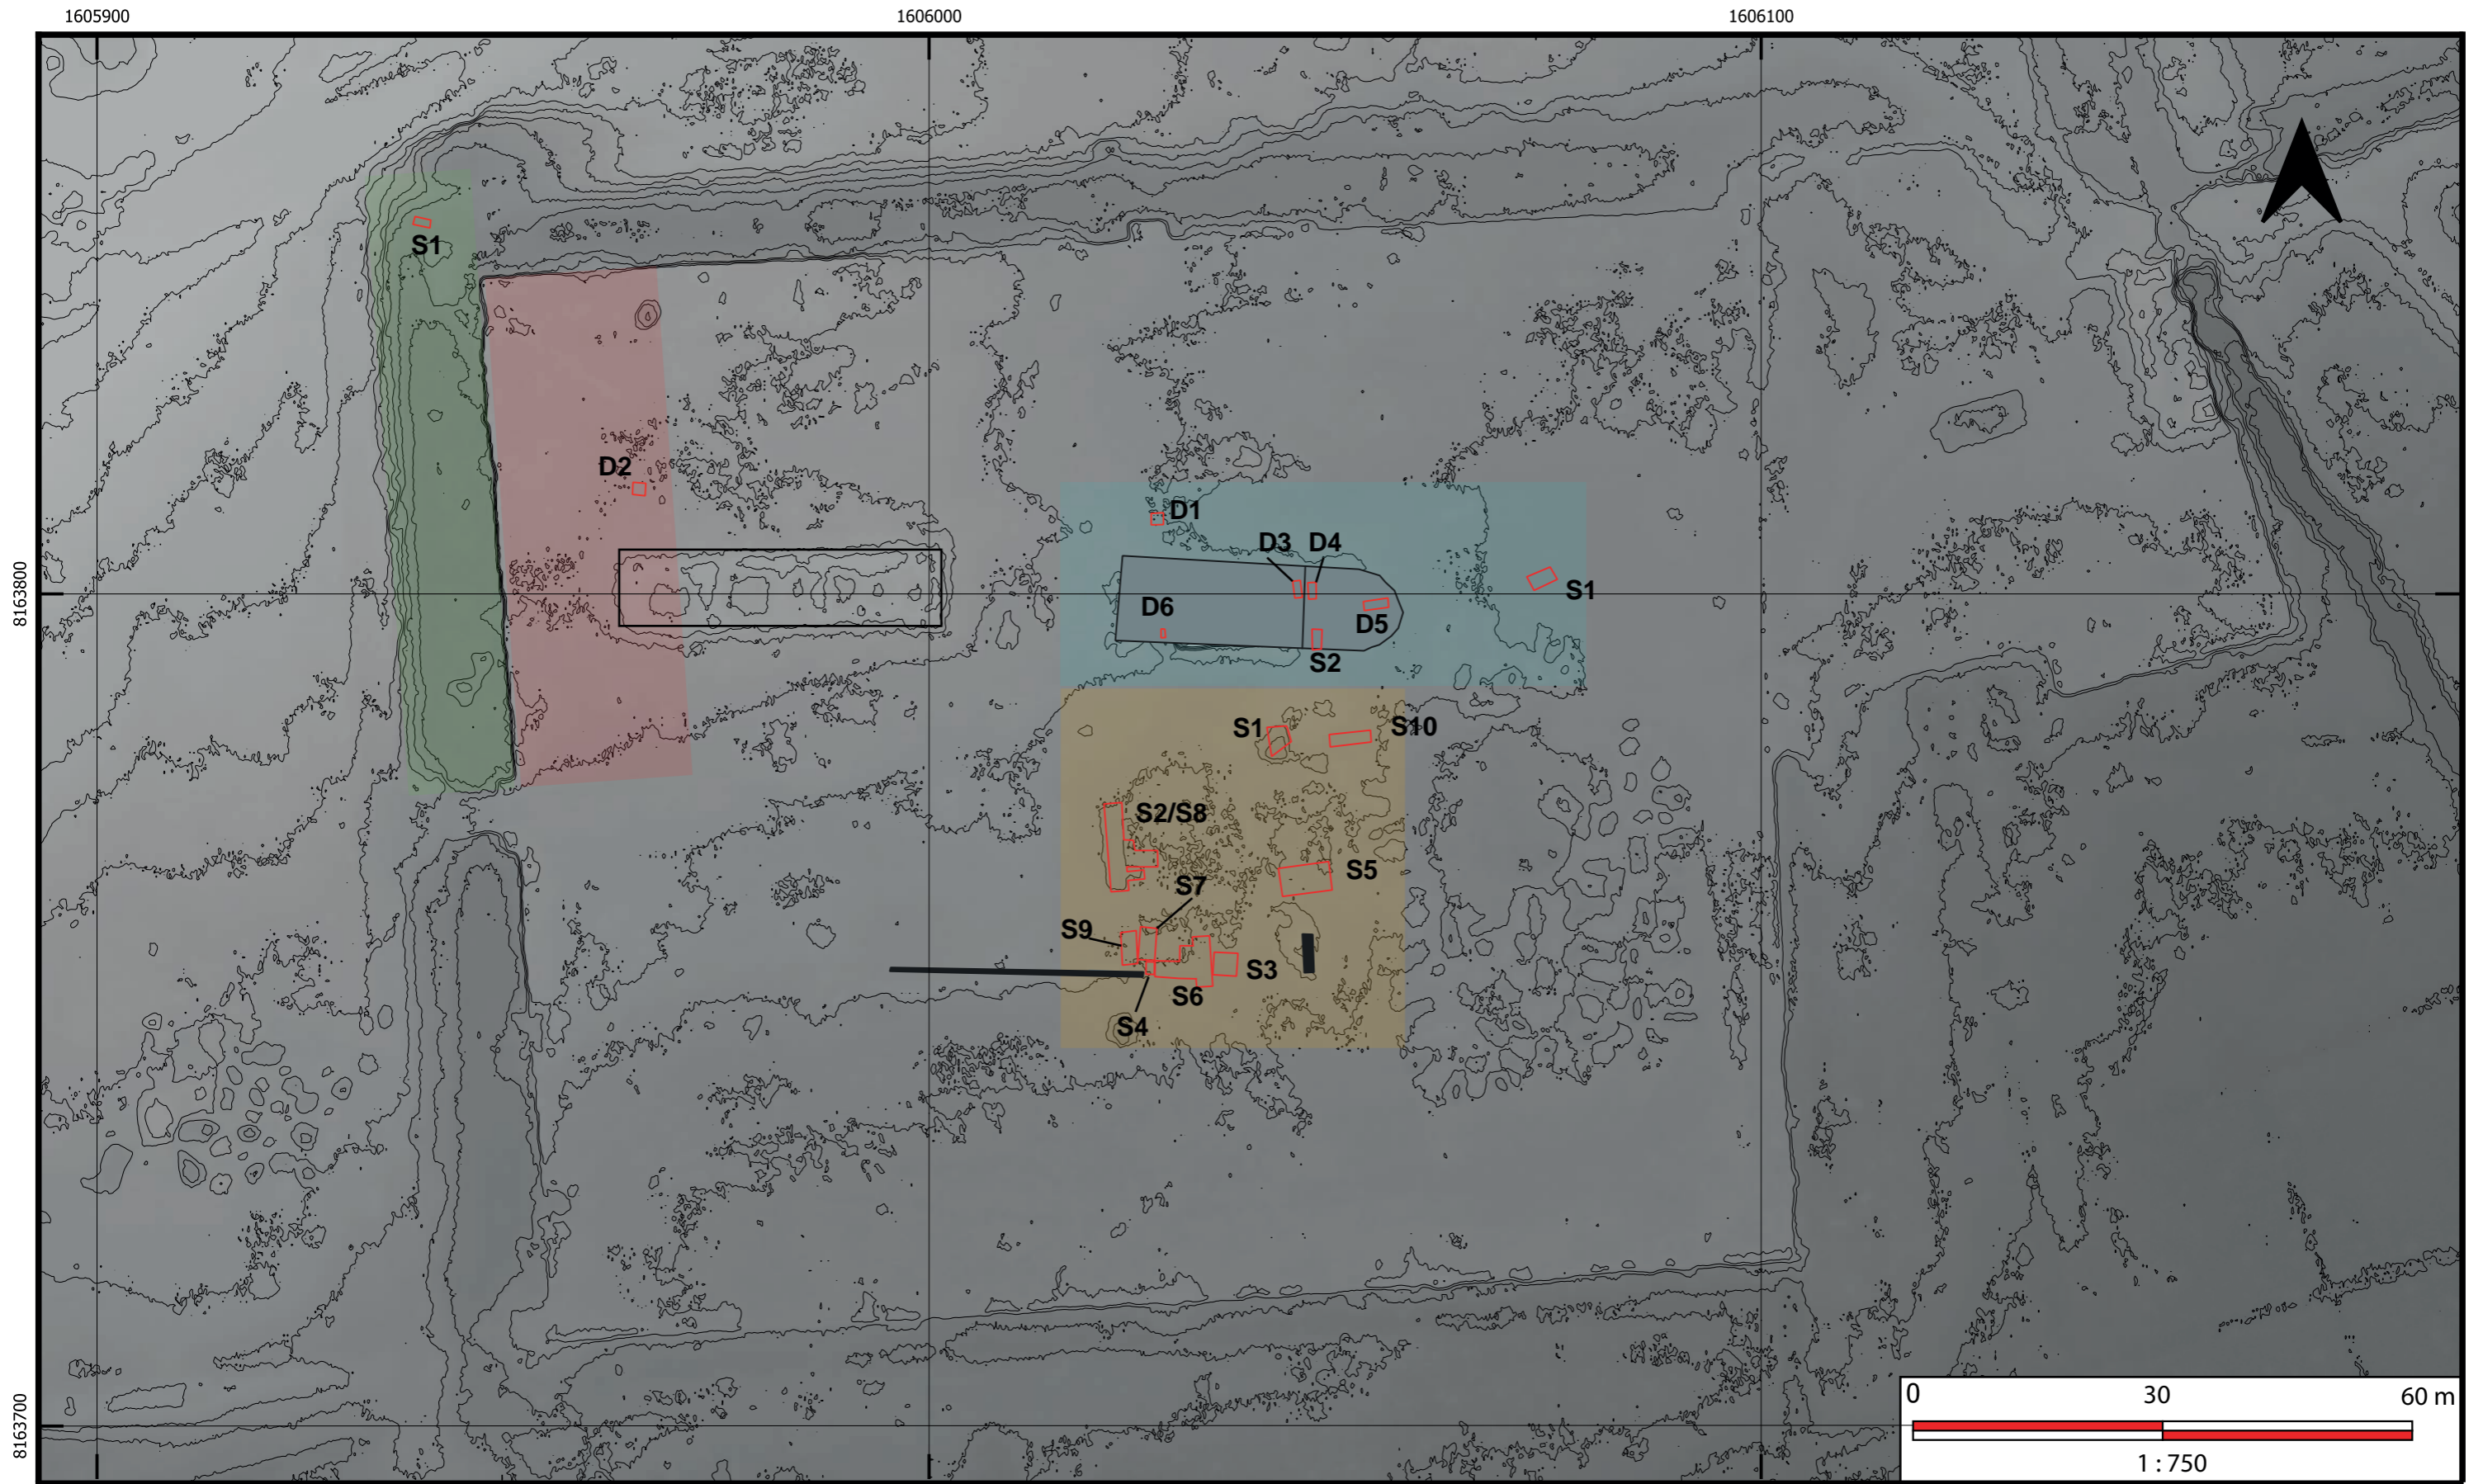 1605900 1606000 1606100
S1
D2
D1
D3 D4
8163800
S1
D6
D5
S2
S1 S10
S2/S8
S5
S7
S9
S3
S6
S4
0 30 60 m
8163700
1 : 750